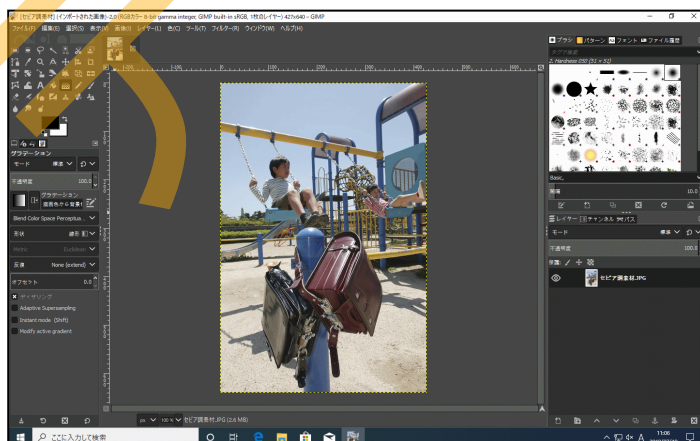 [セピア調素材] (インポートされた画像)-2.0 (RGBカラー 8-bit gamma integer, GIMP built-in sRGB, 1枚のレイヤー) 427x640 – GIMP
ファイル(F) 編集(E) 選択(S) 表示(V) 画像(I) レイヤー(L) 色(C) ツール(T) フィルター(R) ウィンドウ(W) ヘルプ(H)
ブラシ パターン フォント ファイル履歴
2. Hardness 050 (51 × 51)
グラデーション
モード 標準
不透明度 100.0
グラデーション
Blend Color Space Perceptua...
形状 線形
Metric Euclidean
反復 None (extend)
オフセット 0.0
ディザリング
Adaptive Supersampling
Instant mode (Shift)
Modify active gradient
Basic,
間隔 10.0
レイヤー チャンネル パス
モード 標準
不透明度 100.0
保護:
セピア調素材.JPG
px 100 % セピア調素材.JPG (2.6 MB)
ここに入力して検索
A 11:06